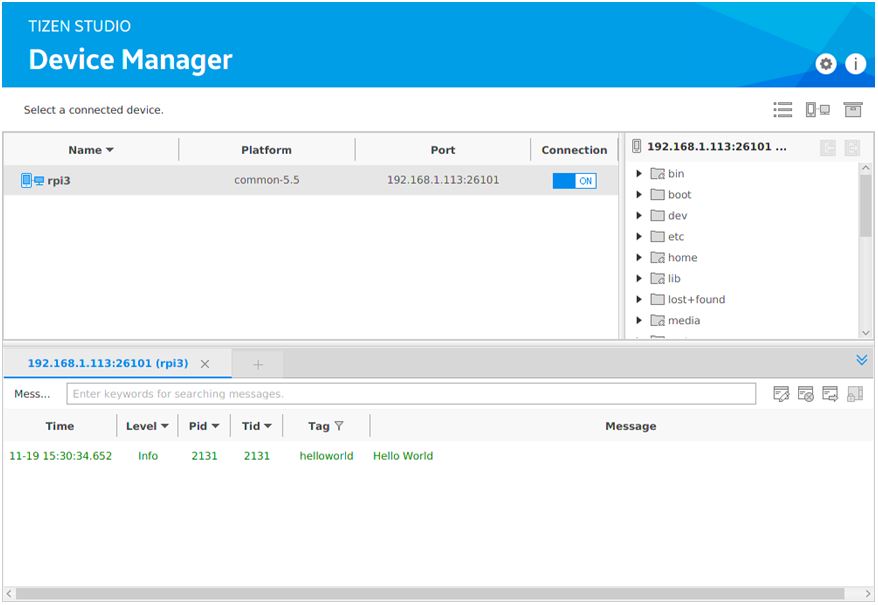 TIZEN STUDIO
Device Manager
i
Select a connected device.
Name Platform Port Connection
rpi3 common-5.5 192.168.1.113:26101 ON
192.168.1.113:26101 ...
bin
boot
dev
etc
home
lib
lost+found
media
192.168.1.113:26101 (rpi3)
Mess... Enter keywords for searching messages.
Time Level Pid Tid Tag Message
11-19 15:30:34.652 Info 2131 2131 helloworld Hello World